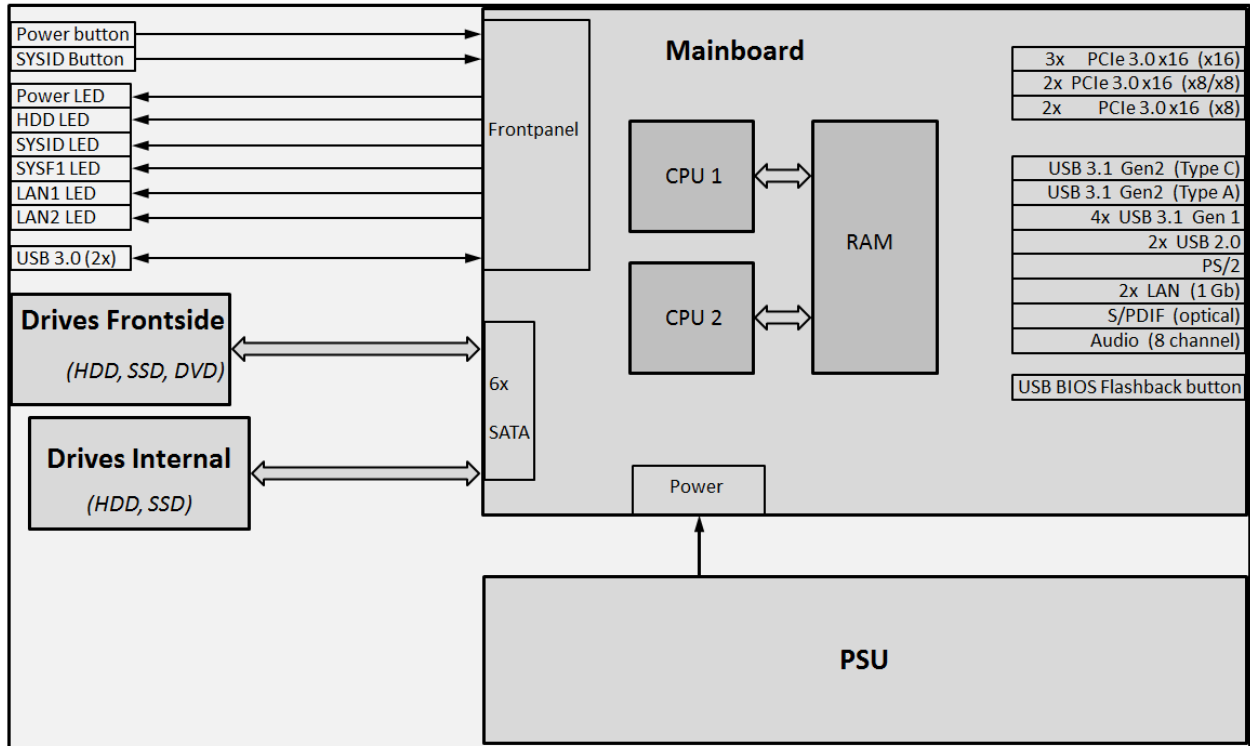 Power button
SYSID Button
Power LED
HDD LED
SYSID LED
SYSF1 LED
LAN1 LED
LAN2 LED
USB 3.0 (2x)
Drives Frontside
(HDD, SSD, DVD)
Drives Internal
(HDD, SSD)
Frontpanel
6x
SATA
Mainboard
CPU 1
CPU 2
RAM
Power
3x PCIe 3.0 x16 (x16)
2x PCIe 3.0 x16 (x8/x8)
2x PCIe 3.0 x16 (x8)
USB 3.1 Gen2 (Type C)
USB 3.1 Gen2 (Type A)
4x USB 3.1 Gen 1
2x USB 2.0
PS/2
2x LAN (1 Gb)
S/PDIF (optical)
Audio (8 channel)
USB BIOS Flashback button
PSU